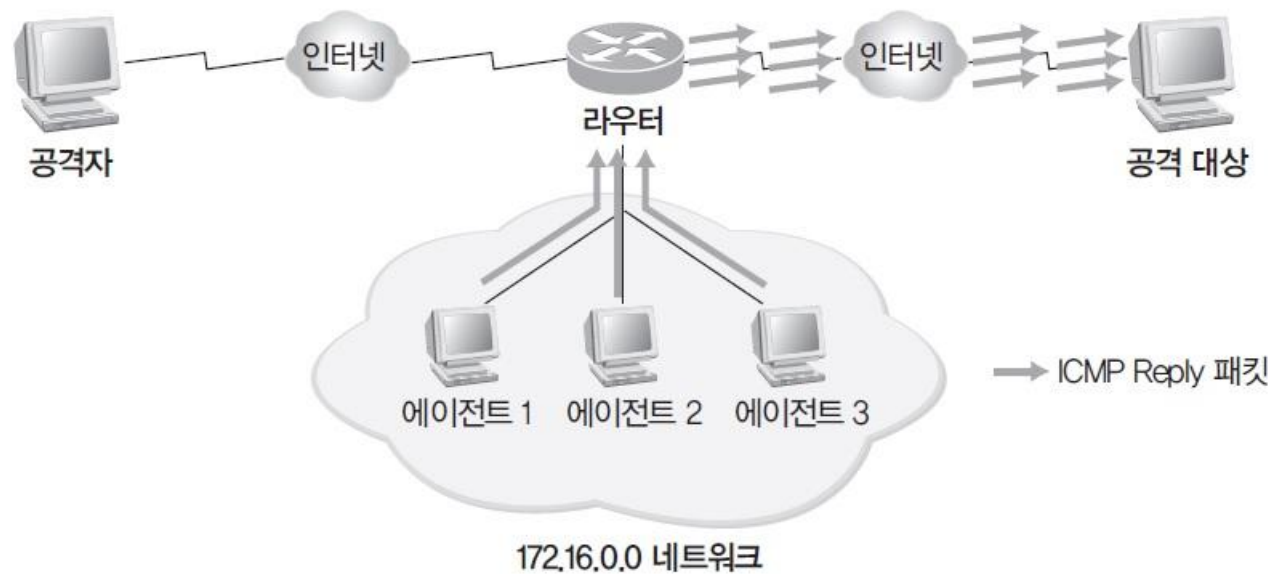 인터넷
인터넷
라우터
공격자
공격 대상
ICMP Reply 패킷
에이전트 1
에이전트 2
에이전트 3
172.16.0.0 네트워크